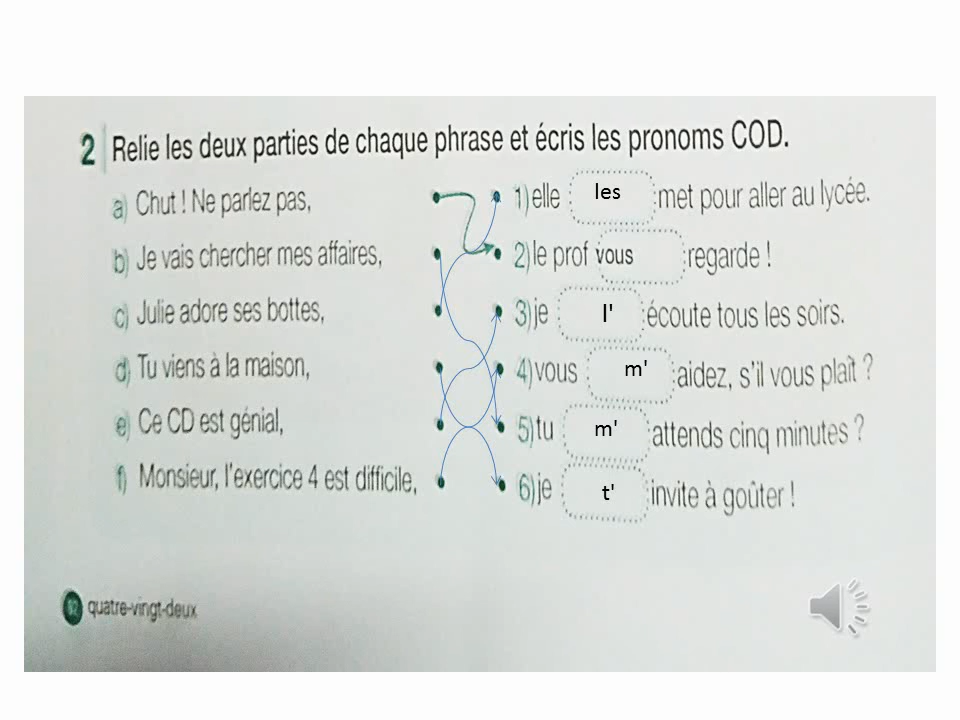 2 Relie les deux parties de chaque phrase et écris les pronoms COD.
a) Chut ! Ne parlez pas, 1) elle les met pour aller au lycée.
b) Je vais chercher mes affaires, 2) le prof vous regarde !
c) Julie adore ses bottes, 3) je l' écoute tous les soirs.
d) Tu viens à la maison, 4) vous m' aidez, s'il vous plaît ?
e) Ce CD est génial, 5) tu m' attends cinq minutes ?
f) Monsieur, l'exercice 4 est difficile, 6) je t' invite à goûter !
quatre-vingt-deux